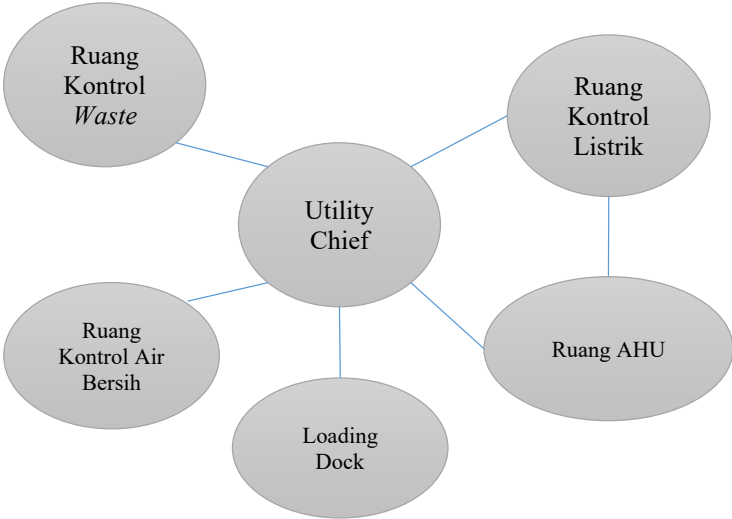 Ruang
Kontrol
Waste
Ruang
Kontrol
Listrik
Utility
Chief
Ruang
Kontrol Air
Bersih
Ruang AHU
Loading
Dock